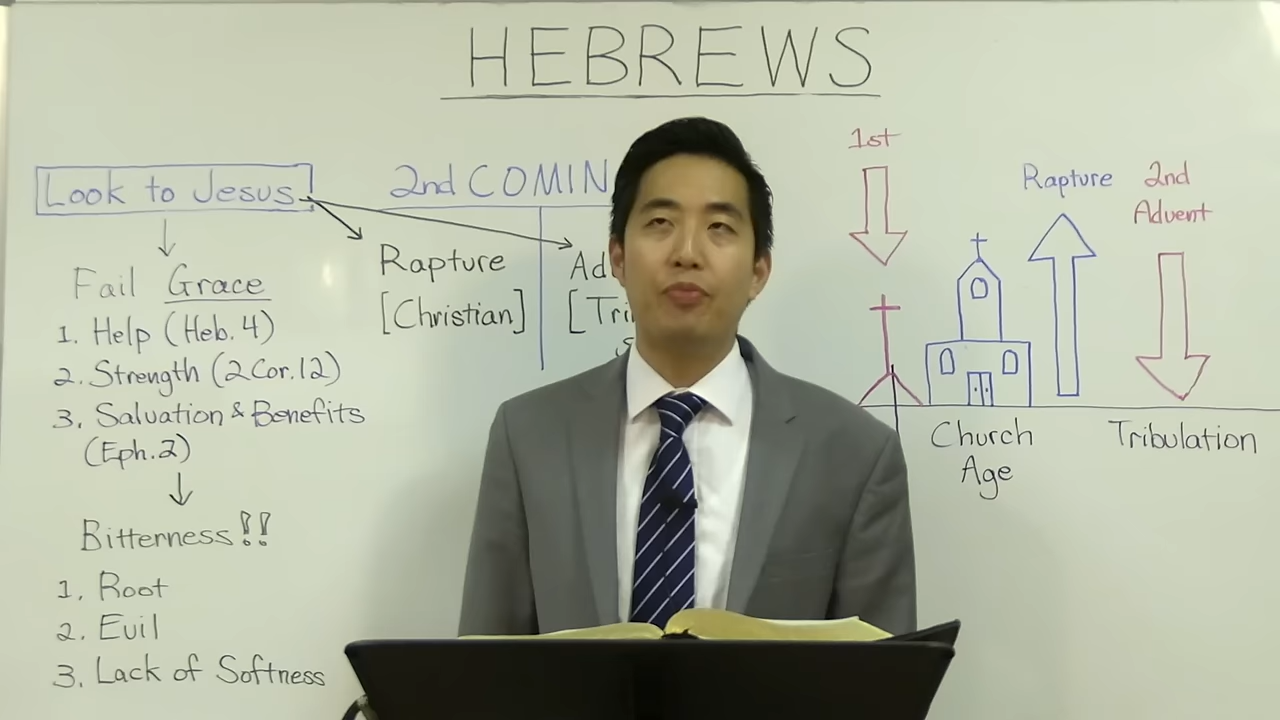 HEBREWS
Look to Jesus
Fail Grace
1. Help (Heb. 4)
2. Strength (2Cor.12)
3. Salvation & Benefits
(Eph.2)
Bitterness!!
1. Root
2. Evil
3. Lack of Softness
2nd COMIN
Rapture
[Christian]
1st
Rapture
2nd
Advent
Church
Age
Tribulation